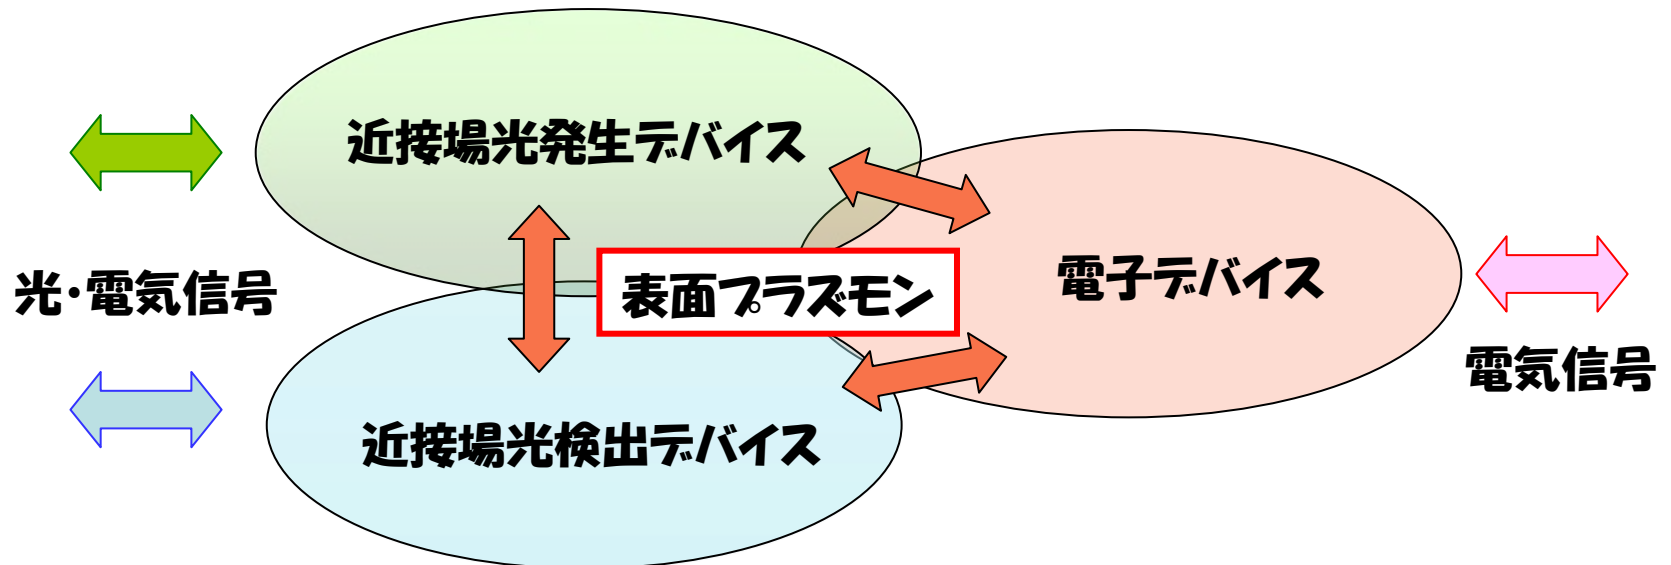 近接場光発生デバイス
光・電気信号
表面プラズモン
電子デバイス
電気信号
近接場光検出デバイス